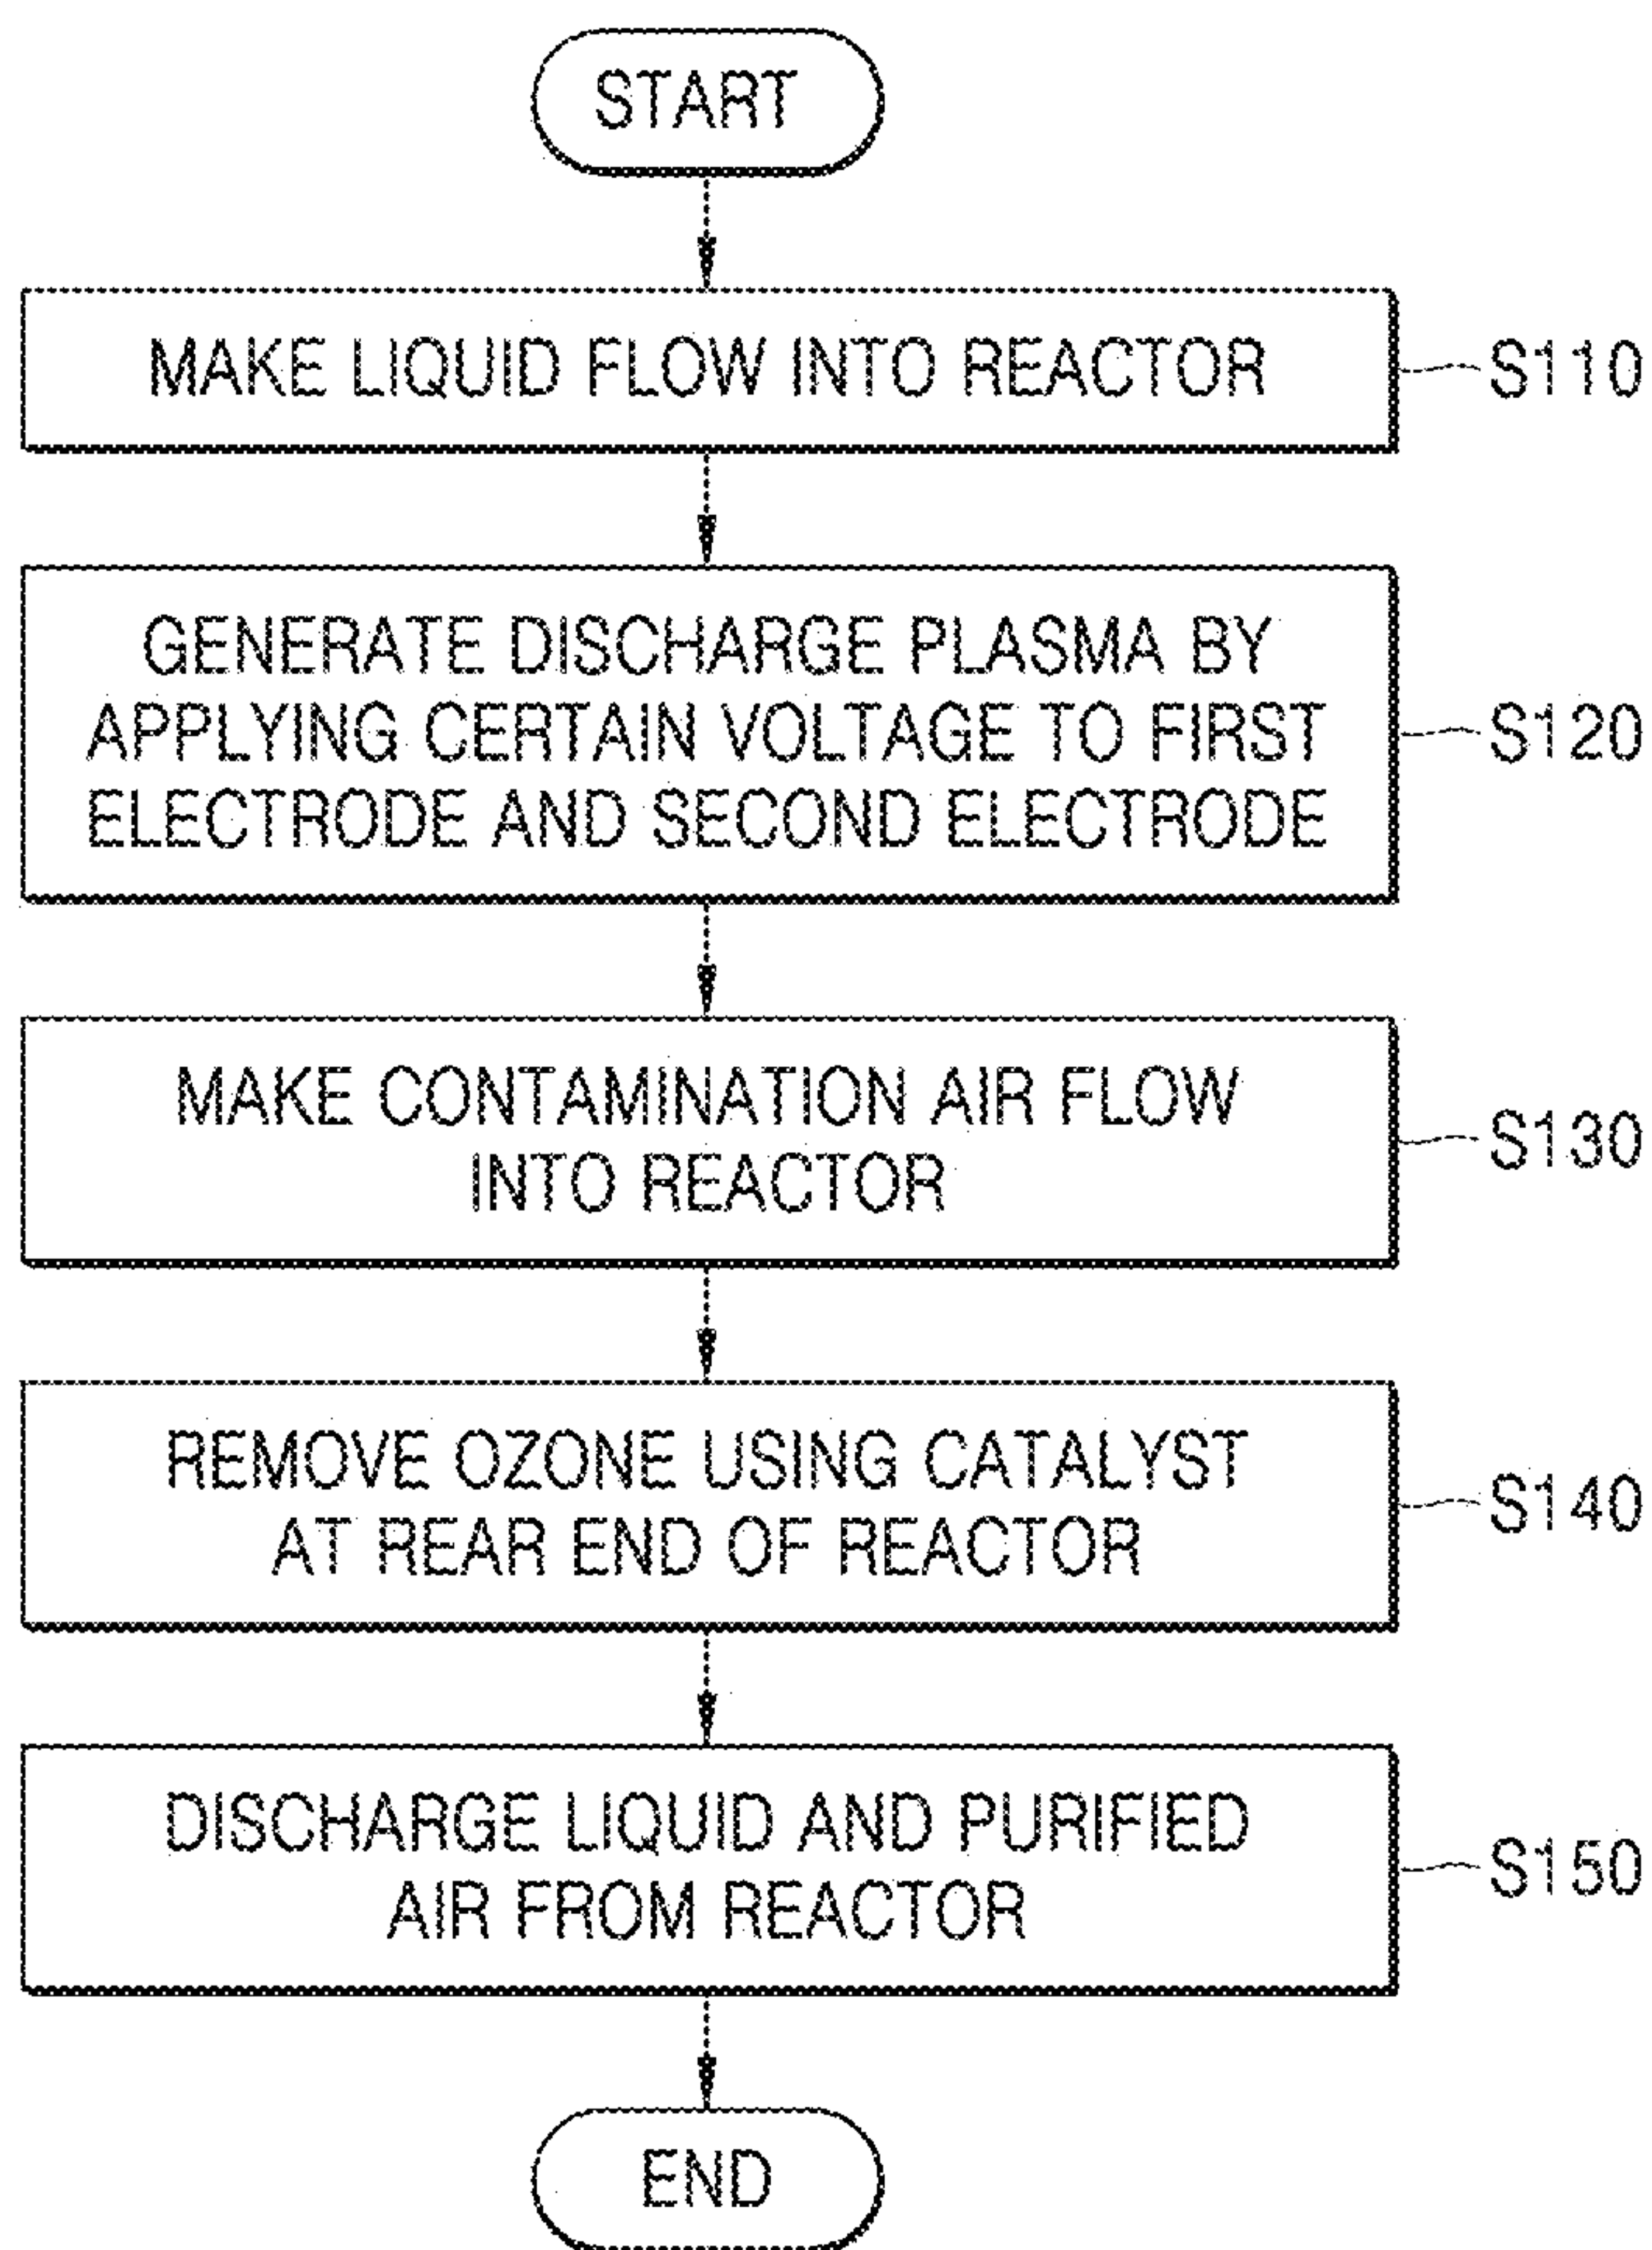 START
MAKE LIQUID FLOW INTO REACTOR
S110
GENERATE DISCHARGE PLASMA BY
APPLYING CERTAIN VOLTAGE TO FIRST
ELECTRODE AND SECOND ELECTRODE
S120
MAKE CONTAMINATION AIR FLOW
INTO REACTOR
S130
REMOVE OZONE USING CATALYST
AT REAR END OF REACTOR
S140
DISCHARGE LIQUID AND PURIFIED
AIR FROM REACTOR
S150
END